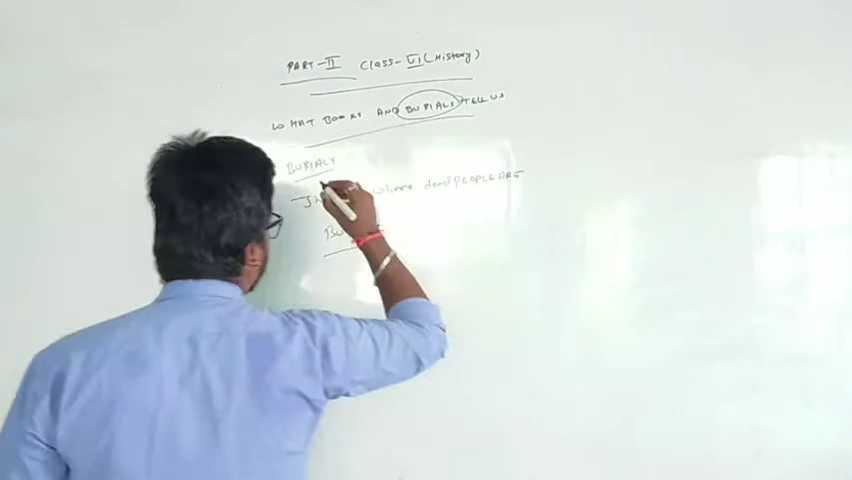 PART-II Class-VI (History)
WHAT BOOKS AND BURIALS TELL US
BURIALS
where dead PEOPLE ARE